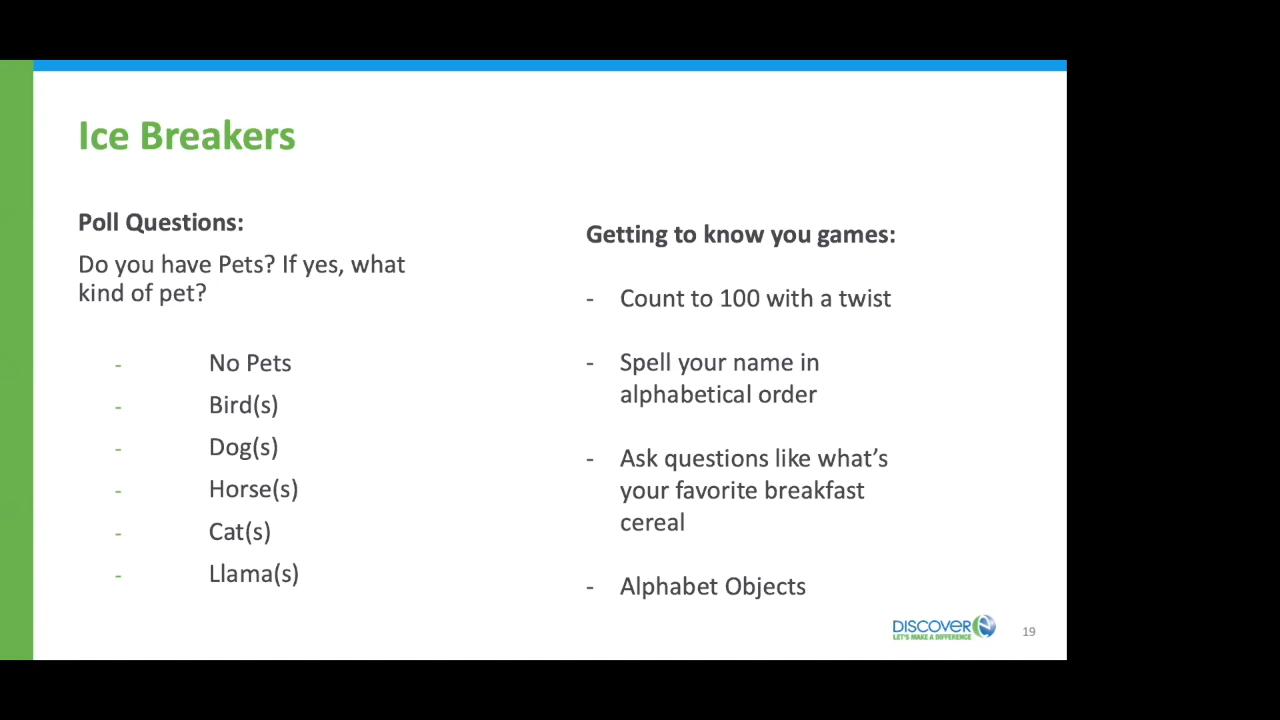 Ice Breakers
Poll Questions:
Do you have Pets? If yes, what
kind of pet?
- No Pets
- Bird(s)
- Dog(s)
- Horse(s)
- Cat(s)
- Llama(s)
Getting to know you games:
- Count to 100 with a twist
- Spell your name in
alphabetical order
- Ask questions like what’s
your favorite breakfast
cereal
- Alphabet Objects
DISCOVER e
LET'S MAKE A DIFFERENCE
19